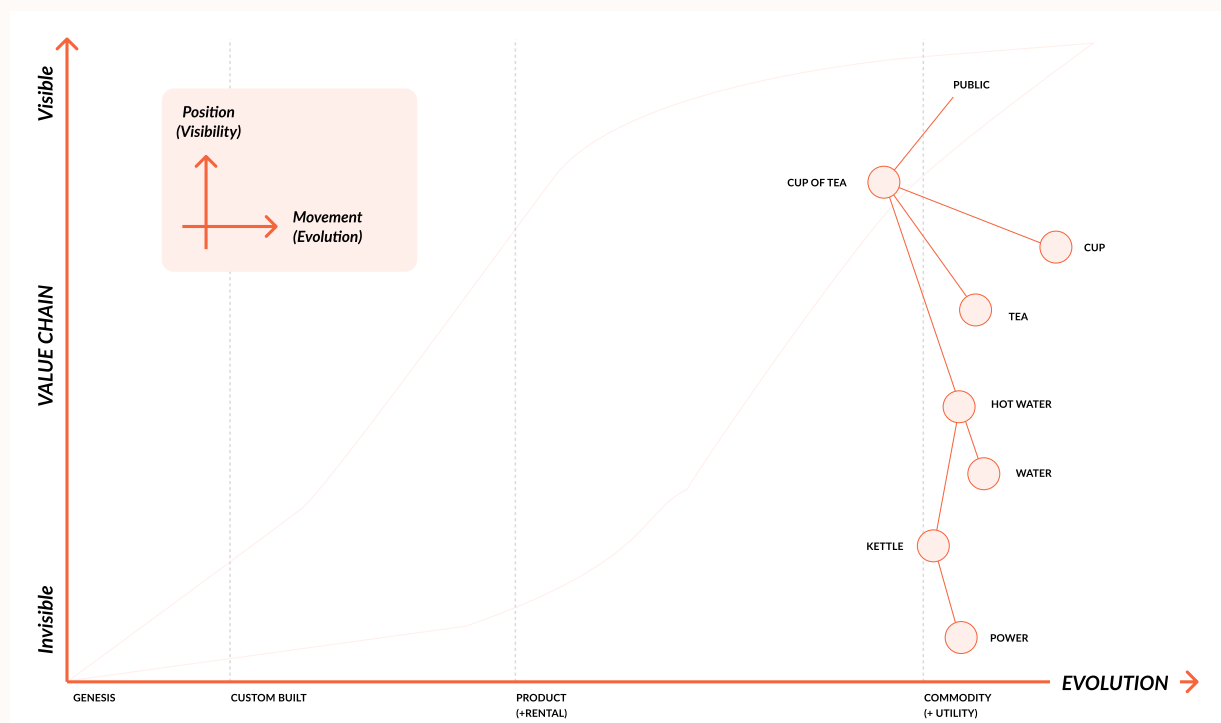 Visible
Position
(Visibility)
Movement
(Evolution)
PUBLIC
CUP OF TEA
CUP
TEA
VALUE CHAIN
HOT WATER
WATER
KETTLE
Invisible
POWER
EVOLUTION
GENESIS
CUSTOM BUILT
PRODUCT
(+RENTAL)
COMMODITY
(+ UTILITY)